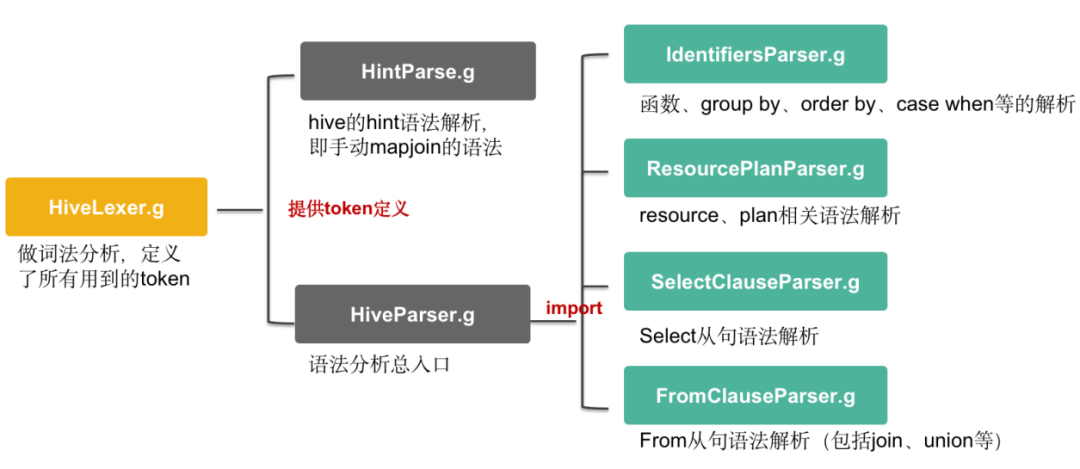 HiveLexer.g
做词法分析，定义
了所有用到的token
提供token定义
HintParse.g
hive的hint语法解析，
即手动mapjoin的语法
HiveParser.g
语法分析总入口
import
IdentifiersParser.g
函数、group by、order by、case when等的解析
ResourcePlanParser.g
resource、plan相关语法解析
SelectClauseParser.g
Select从句语法解析
FromClauseParser.g
From从句语法解析（包括join、union等）